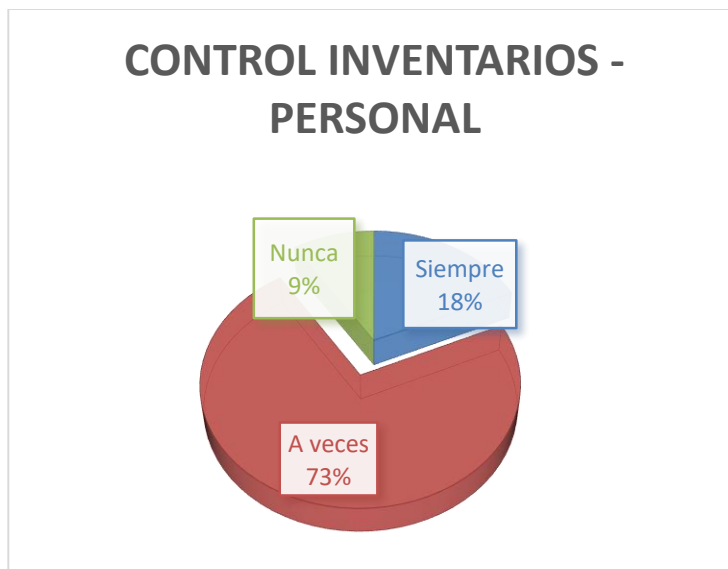 CONTROL INVENTARIOS -
PERSONAL
Nunca
9%
Siempre
18%
A veces
73%